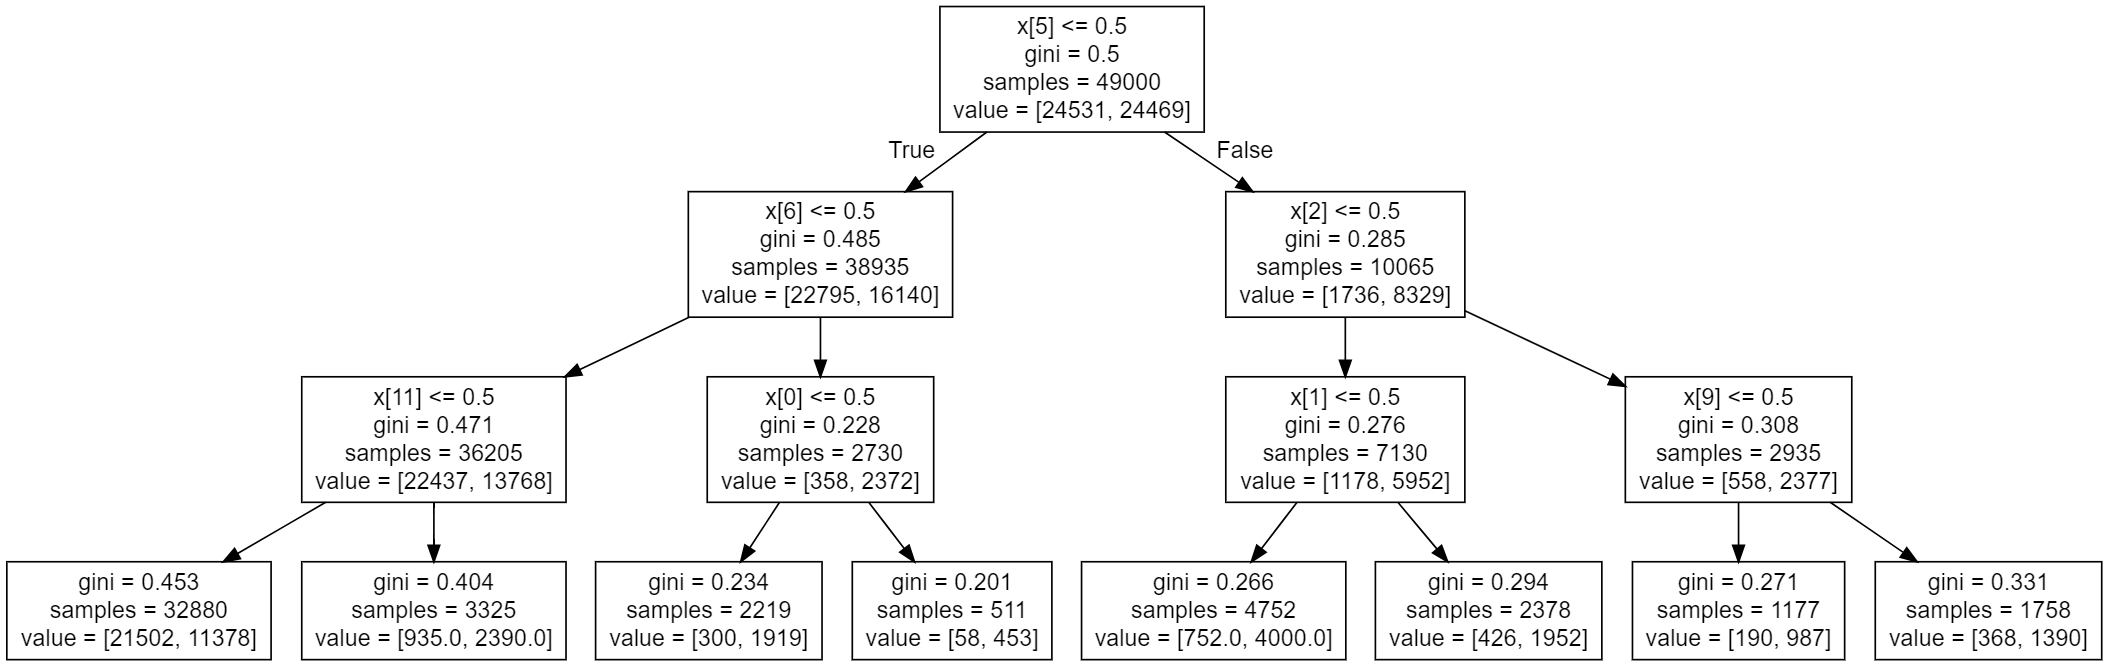 x[5] <= 0.5
gini = 0.5
samples = 49000
value = [24531, 24469]
True
False
x[6] <= 0.5
gini = 0.485
samples = 38935
value = [22795, 16140]
x[2] <= 0.5
gini = 0.285
samples = 10065
value = [1736, 8329]
x[11] <= 0.5
gini = 0.471
samples = 36205
value = [22437, 13768]
x[0] <= 0.5
gini = 0.228
samples = 2730
value = [358, 2372]
x[1] <= 0.5
gini = 0.276
samples = 7130
value = [1178, 5952]
x[9] <= 0.5
gini = 0.308
samples = 2935
value = [558, 2377]
gini = 0.453
samples = 32880
value = [21502, 11378]
gini = 0.404
samples = 3325
value = [935.0, 2390.0]
gini = 0.234
samples = 2219
value = [300, 1919]
gini = 0.201
samples = 511
value = [58, 453]
gini = 0.266
samples = 4752
value = [752.0, 4000.0]
gini = 0.294
samples = 2378
value = [426, 1952]
gini = 0.271
samples = 1177
value = [190, 987]
gini = 0.331
samples = 1758
value = [368, 1390]